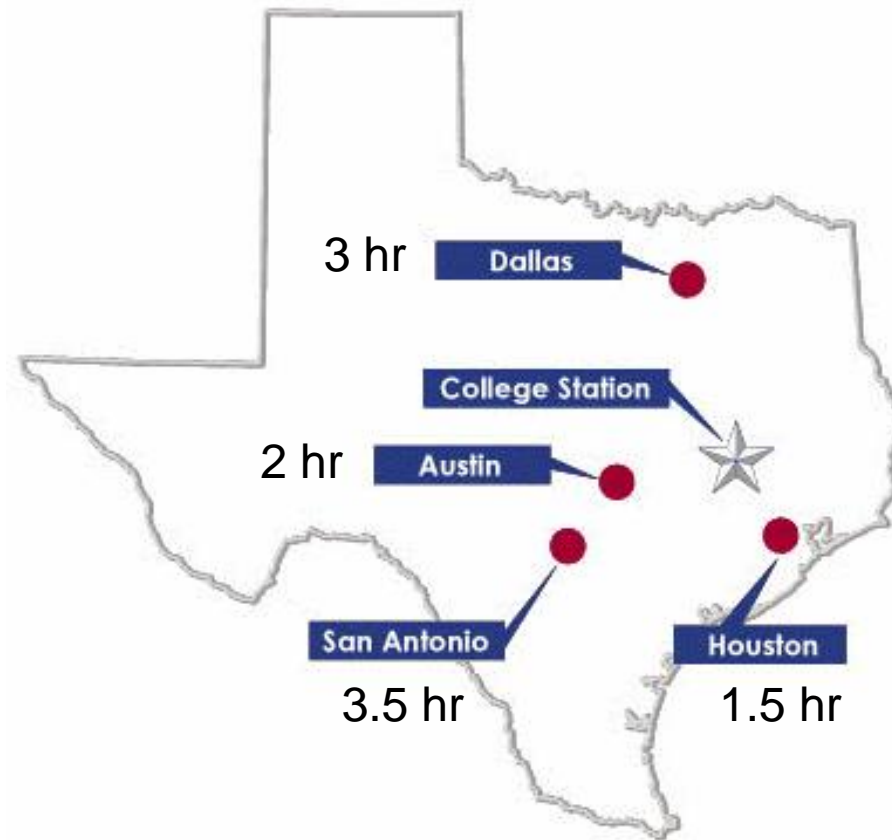 3 hr
Dallas
College Station
2 hr
Austin
San Antonio
Houston
3.5 hr
1.5 hr